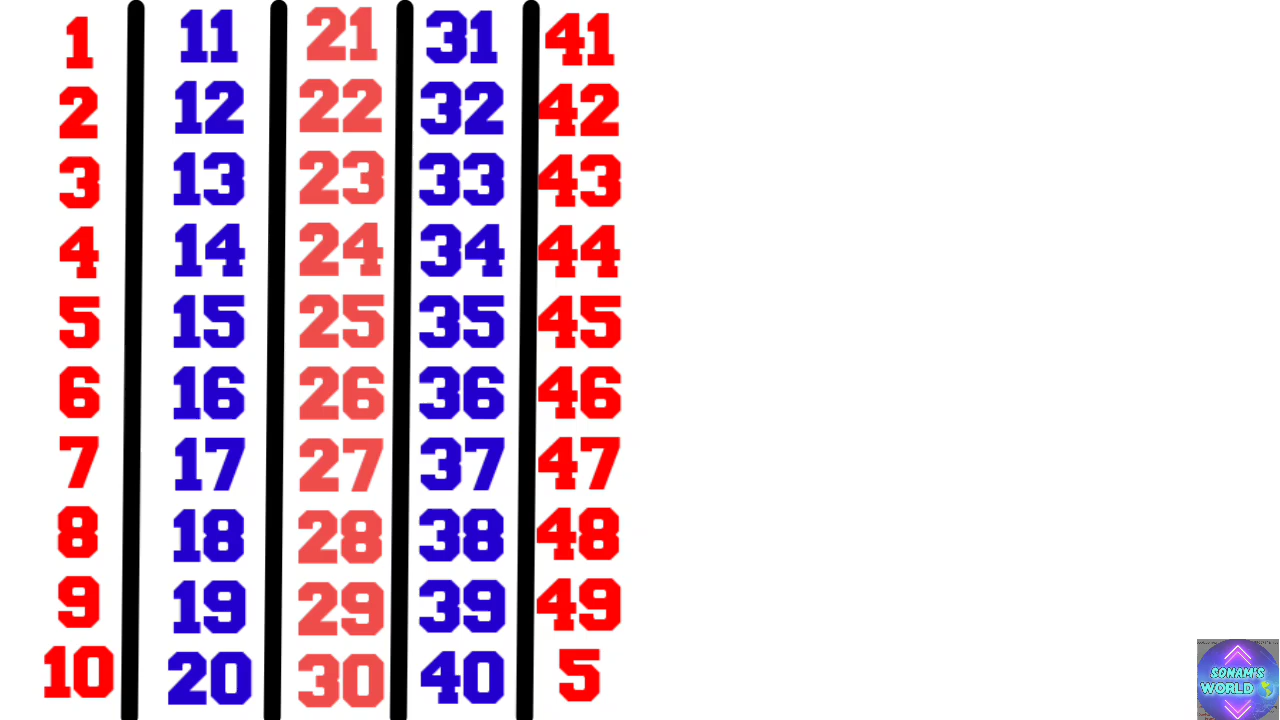 1 11 21 31 41
2 12 22 32 42
3 13 23 33 43
4 14 24 34 44
5 15 25 35 45
6 16 26 36 46
7 17 27 37 47
8 18 28 38 48
9 19 29 39 49
10 20 30 40 5
SONAM'S
WORLD